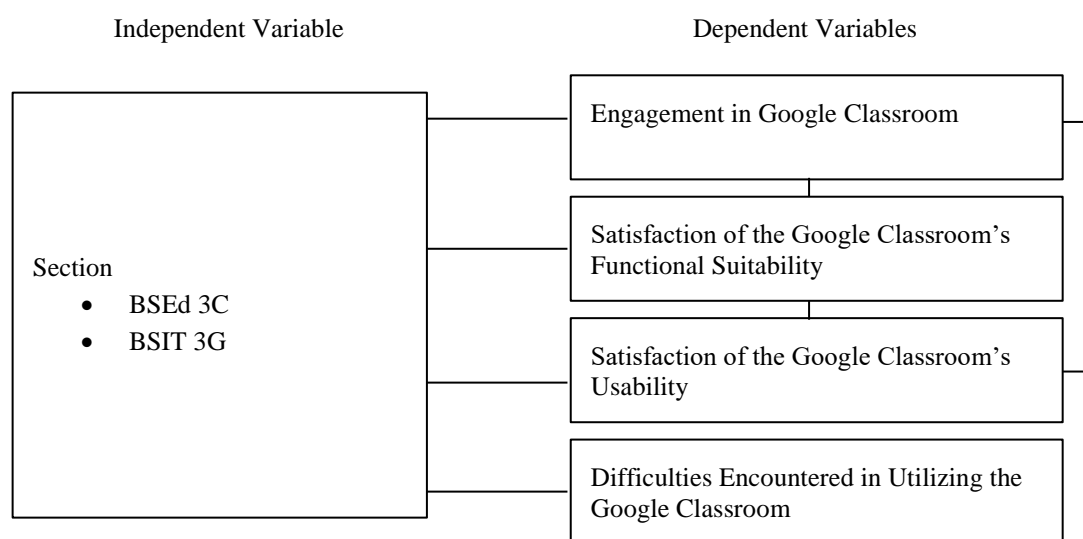 Independent Variable
Dependent Variables
Section
• BSEd 3C
• BSIT 3G
Engagement in Google Classroom
Satisfaction of the Google Classroom’s
Functional Suitability
Satisfaction of the Google Classroom’s
Usability
Difficulties Encountered in Utilizing the
Google Classroom